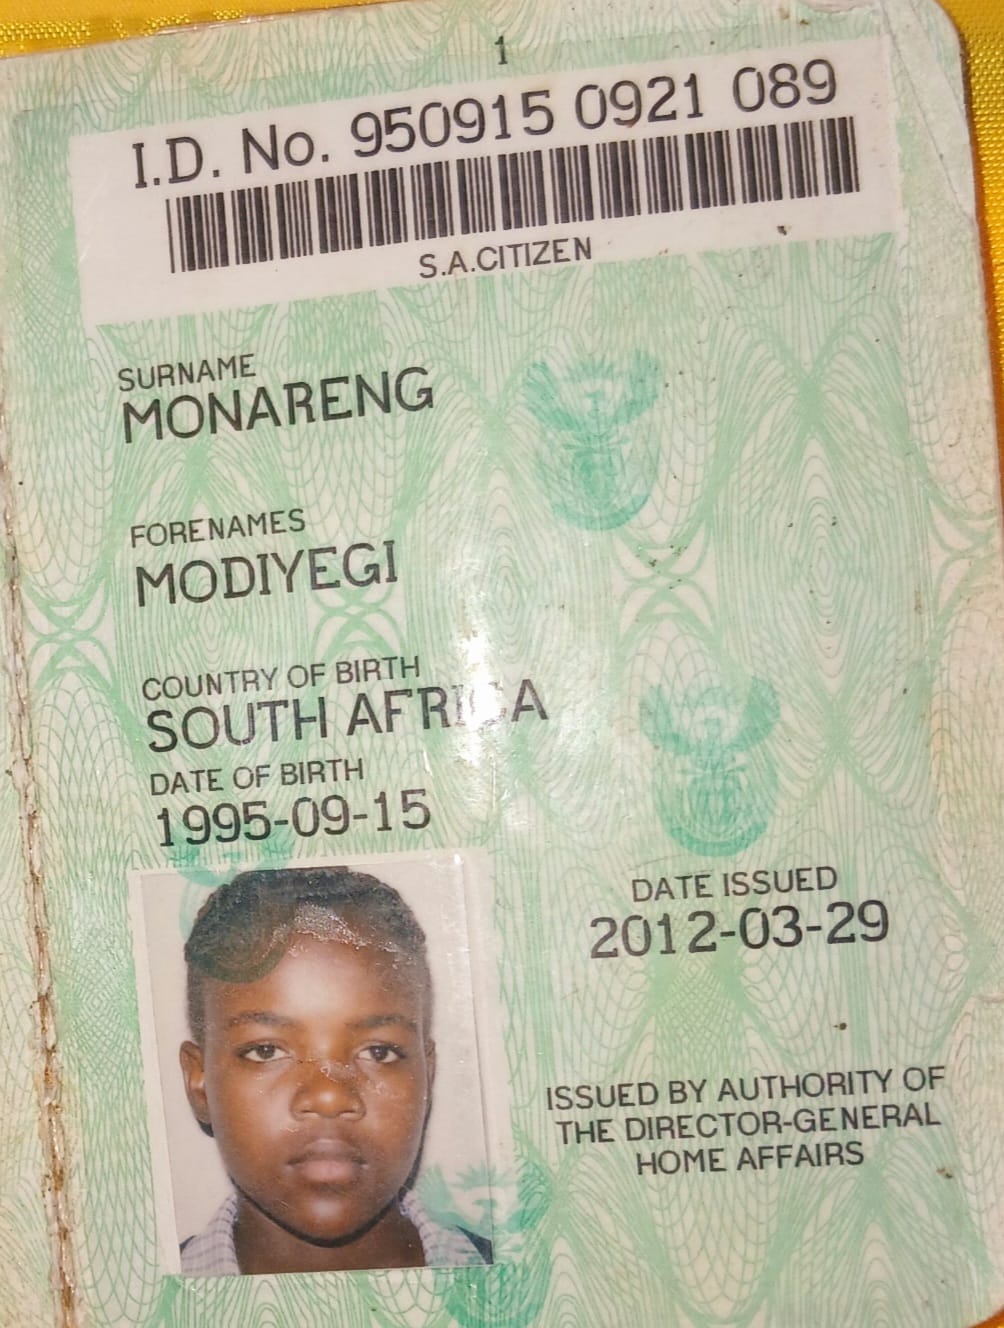 1
I.D. No. 950915 0921 089
S.A.CITIZEN
SURNAME
MONARENG
FORENAMES
MODIYEGI
COUNTRY OF BIRTH
SOUTH AFRICA
DATE OF BIRTH
1995-09-15
DATE ISSUED
2012-03-29
ISSUED BY AUTHORITY OF
THE DIRECTOR-GENERAL
HOME AFFAIRS